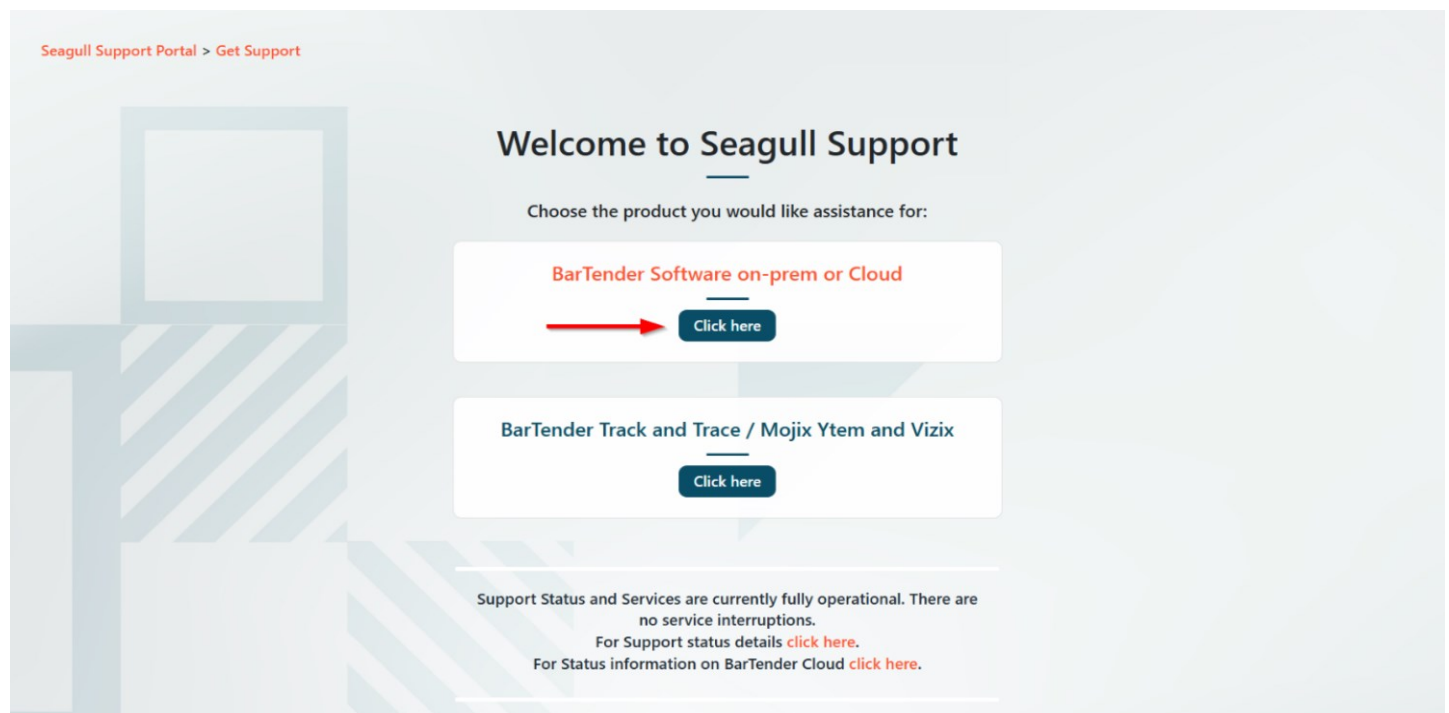 Seagull Support Portal > Get Support
Welcome to Seagull Support
Choose the product you would like assistance for:
BarTender Software on-prem or Cloud
Click here
BarTender Track and Trace / Mojix Ytem and Vizix
Click here
Support Status and Services are currently fully operational. There are
no service interruptions.
For Support status details click here.
For Status information on BarTender Cloud click here.